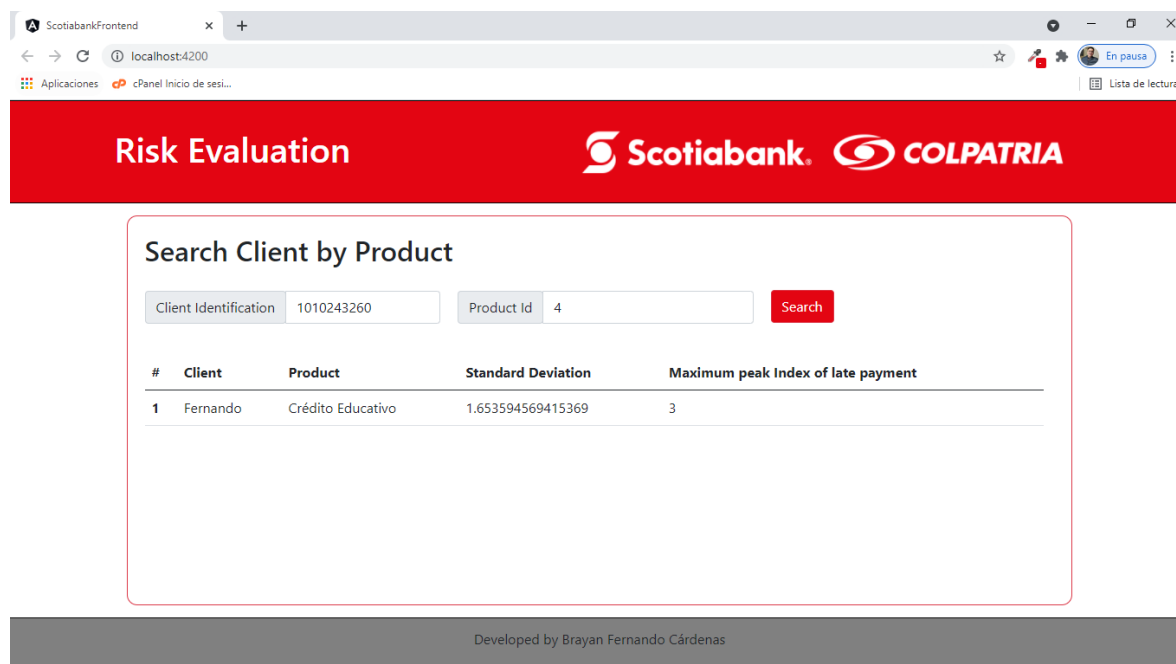 ScotiabankFrontend
localhost:4200
En pausa
Aplicaciones cP cPanel Inicio de sesi...
Lista de lectura
Risk Evaluation
Scotiabank. COLPATRIA
Search Client by Product
Client Identification 1010243260 Product Id 4 Search
# Client Product Standard Deviation Maximum peak Index of late payment
1 Fernando Crédito Educativo 1.653594569415369 3
Developed by Brayan Fernando Cárdenas